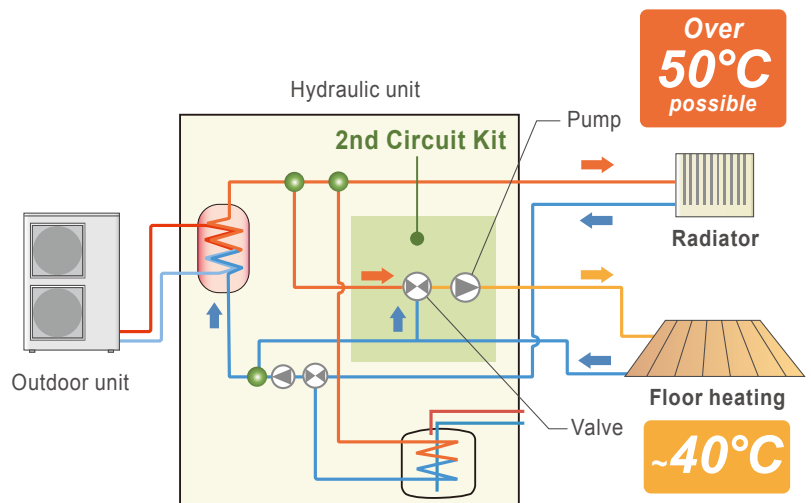 Over
50°C
possible
Hydraulic unit
Pump
2nd Circuit Kit
Radiator
Outdoor unit
Floor heating
Valve
~40°C